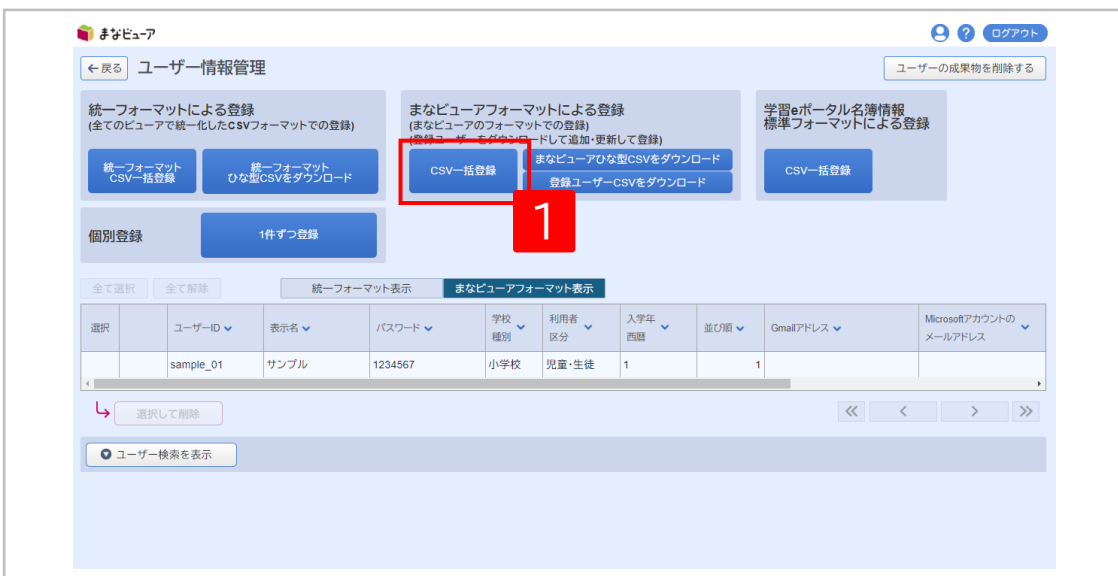 まなビューア
? ログアウト
←戻る ユーザー情報管理
ユーザーの成果物を削除する
統一フォーマットによる登録
(全てのビューアで統一化したCSVフォーマットでの登録)
統一フォーマット
CSV一括登録
統一フォーマット
ひな型CSVをダウンロード
まなビューアフォーマットによる登録
(まなビューアのフォーマットでの登録)
(登録ユーザーをダウンロードして追加・更新して登録)
CSV一括登録
まなビューアひな型CSVをダウンロード
登録ユーザーCSVをダウンロード
1
学習eポータル名簿情報
標準フォーマットによる登録
CSV一括登録
個別登録
1件ずつ登録
全て選択 全て解除 統一フォーマット表示 まなビューアフォーマット表示
選択 ユーザーID 表示名 パスワード 学校種別 利用者区分 入学年西暦 並び順 Gmailアドレス Microsoftアカウントのメールアドレス
sample_01 サンプル 1234567 小学校 児童・生徒 1 1
選択して削除
ユーザー検索を表示